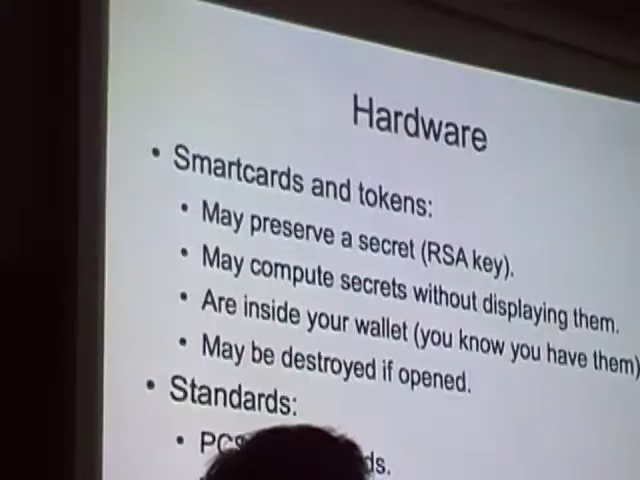 Hardware
• Smartcards and tokens:
• May preserve a secret (RSA key).
• May compute secrets without displaying them.
• Are inside your wallet (you know you have them)
• May be destroyed if opened.
• Standards: